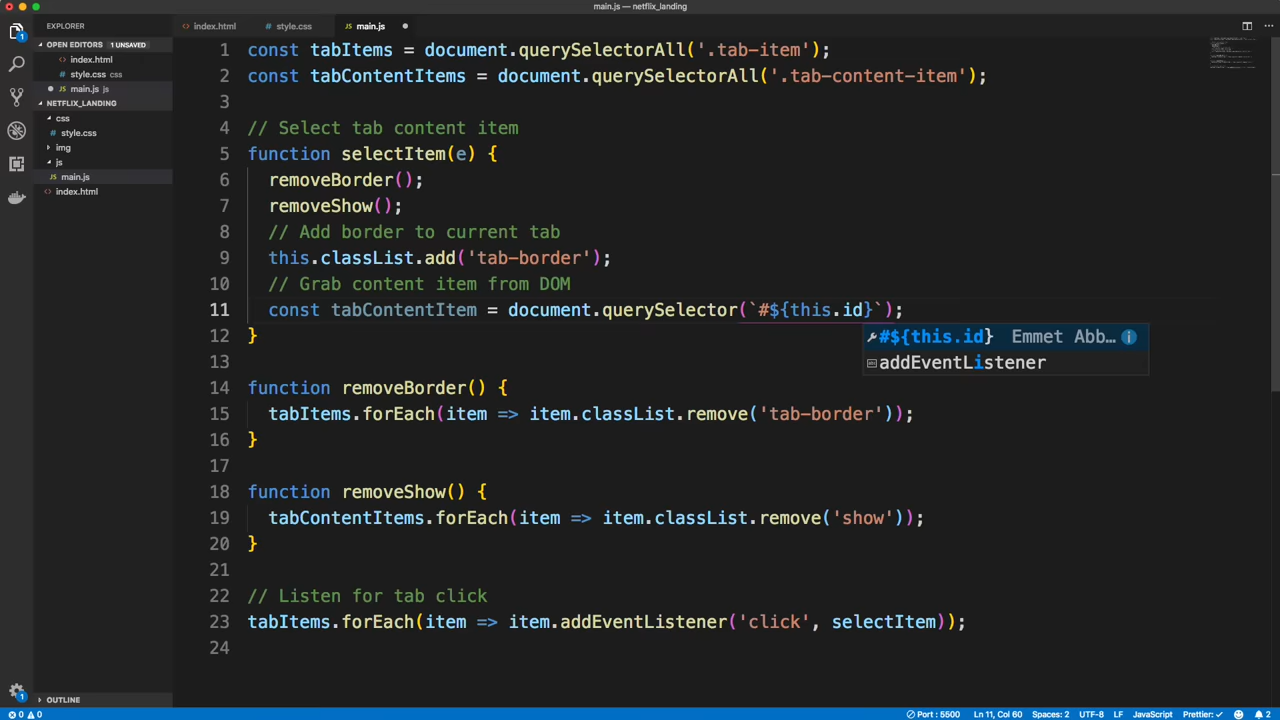 main.js — netflix_landing
EXPLORER
OPEN EDITORS 1 UNSAVED
index.html
style.css css
main.js js
NETFLIX_LANDING
css
style.css
img
js
main.js
index.html
OUTLINE
index.html style.css main.js
1 const tabItems = document.querySelectorAll('.tab-item');
2 const tabContentItems = document.querySelectorAll('.tab-content-item');
3
4 // Select tab content item
5 function selectItem(e) {
6 removeBorder();
7 removeShow();
8 // Add border to current tab
9 this.classList.add('tab-border');
10 // Grab content item from DOM
11 const tabContentItem = document.querySelector(`#${this.id}`);
#${this.id} Emmet Abb…
addEventListener
12 }
13
14 function removeBorder() {
15 tabItems.forEach(item => item.classList.remove('tab-border'));
16 }
17
18 function removeShow() {
19 tabContentItems.forEach(item => item.classList.remove('show'));
20 }
21
22 // Listen for tab click
23 tabItems.forEach(item => item.addEventListener('click', selectItem));
24
1
1
0 0 Port : 5500 Ln 11, Col 60 Spaces: 2 UTF-8 LF JavaScript Prettier: ✓ 2